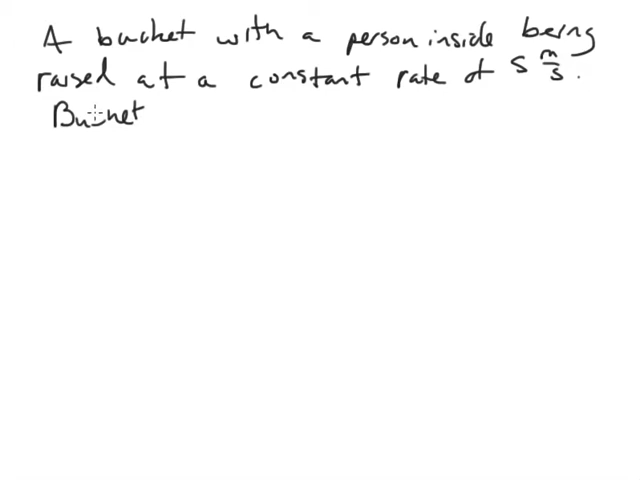 A bucket with a person inside being
raised at a constant rate of 5 m/s.
Bucket